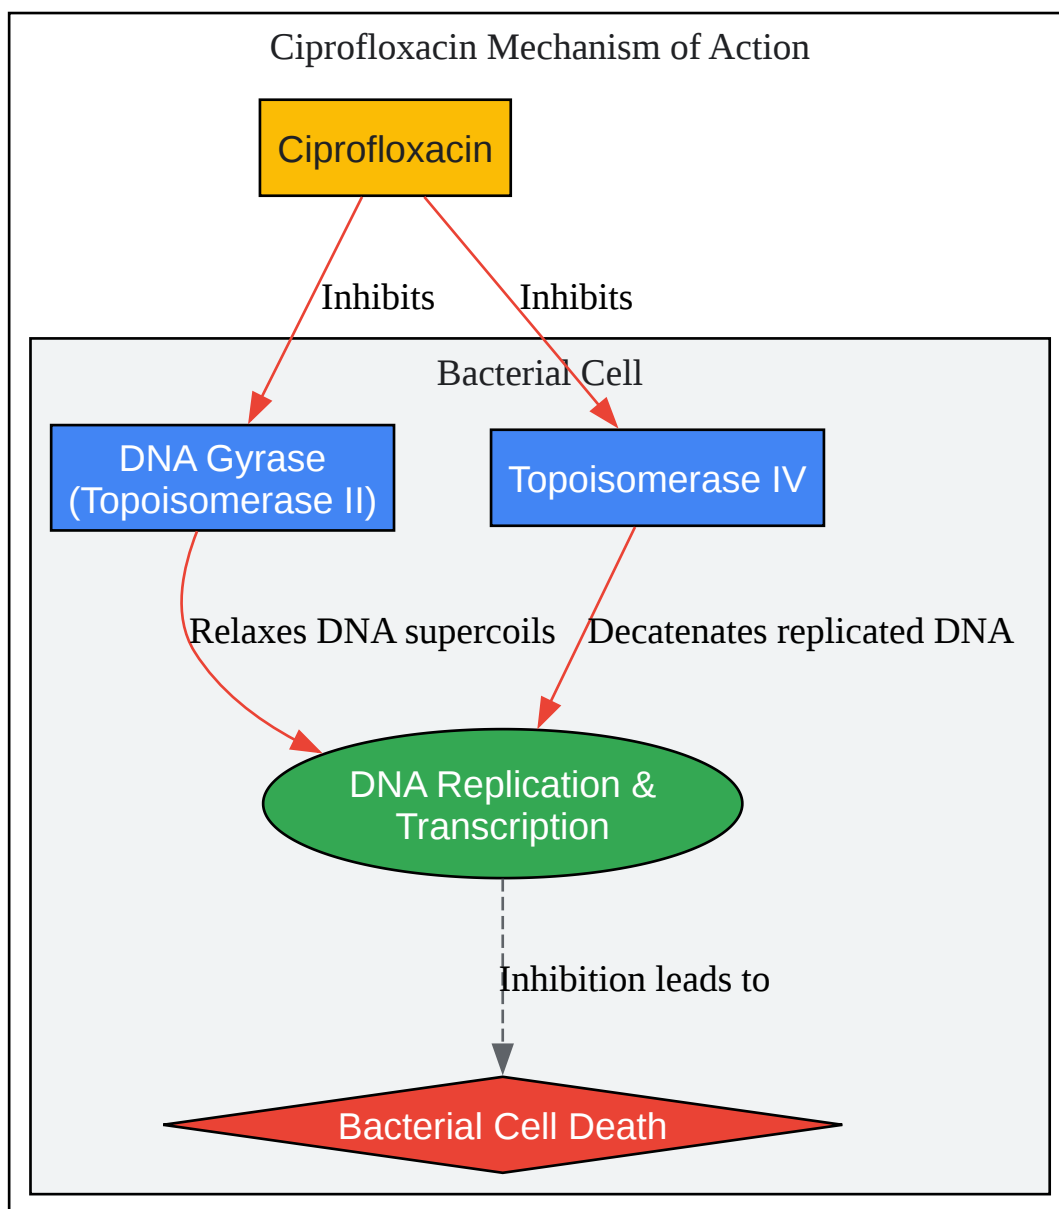 Ciprofloxacin Mechanism of Action
Ciprofloxacin
Inhibits
Inhibits
Bacterial Cell
DNA Gyrase
(Topoisomerase II)
Topoisomerase IV
Relaxes DNA supercoils
Decatenates replicated DNA
DNA Replication &
Transcription
Inhibition leads to
Bacterial Cell Death